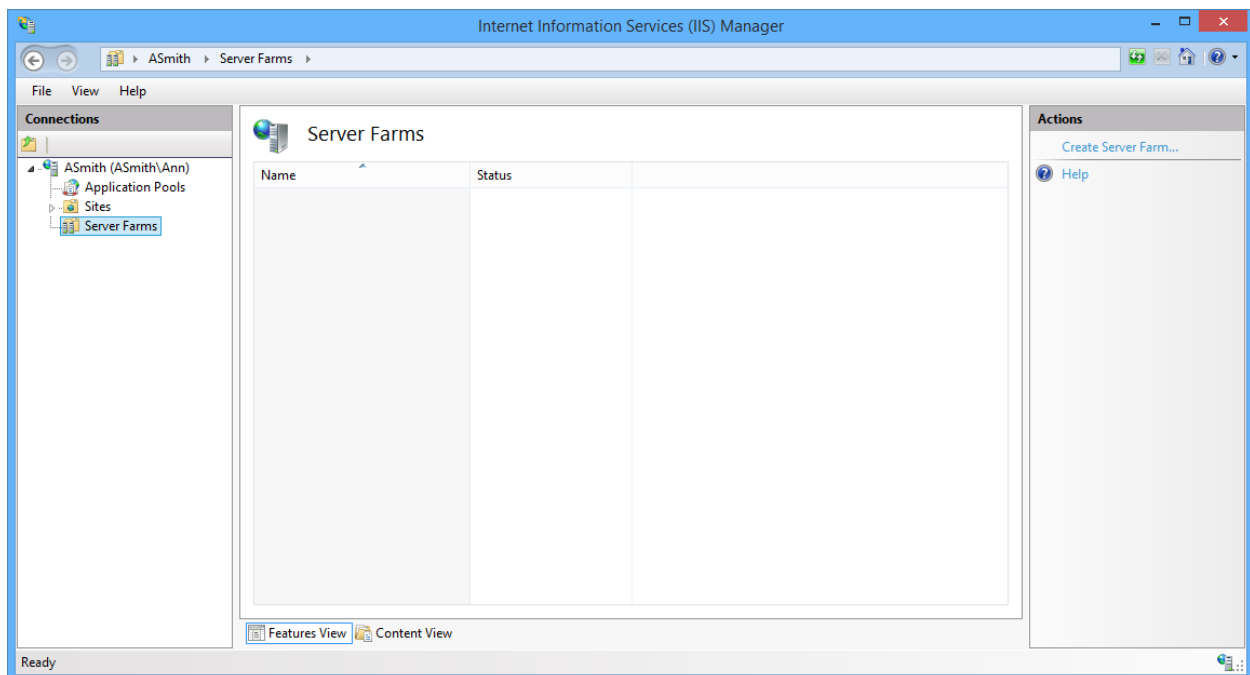 Internet Information Services (IIS) Manager
ASmith Server Farms
File View Help
Connections
ASmith (ASmith\Ann)
Application Pools
Sites
Server Farms
Server Farms
Name Status
Features View Content View
Actions
Create Server Farm...
Help
Ready